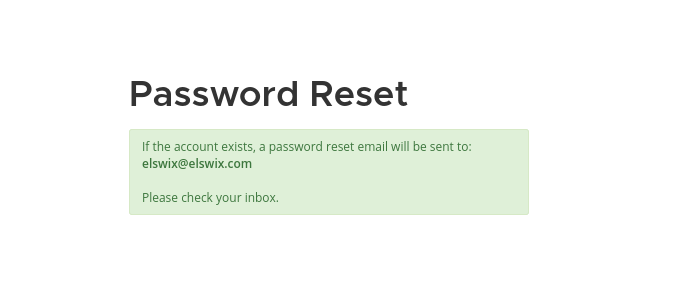 Password Reset
If the account exists, a password reset email will be sent to:
elswix@elswix.com
Please check your inbox.